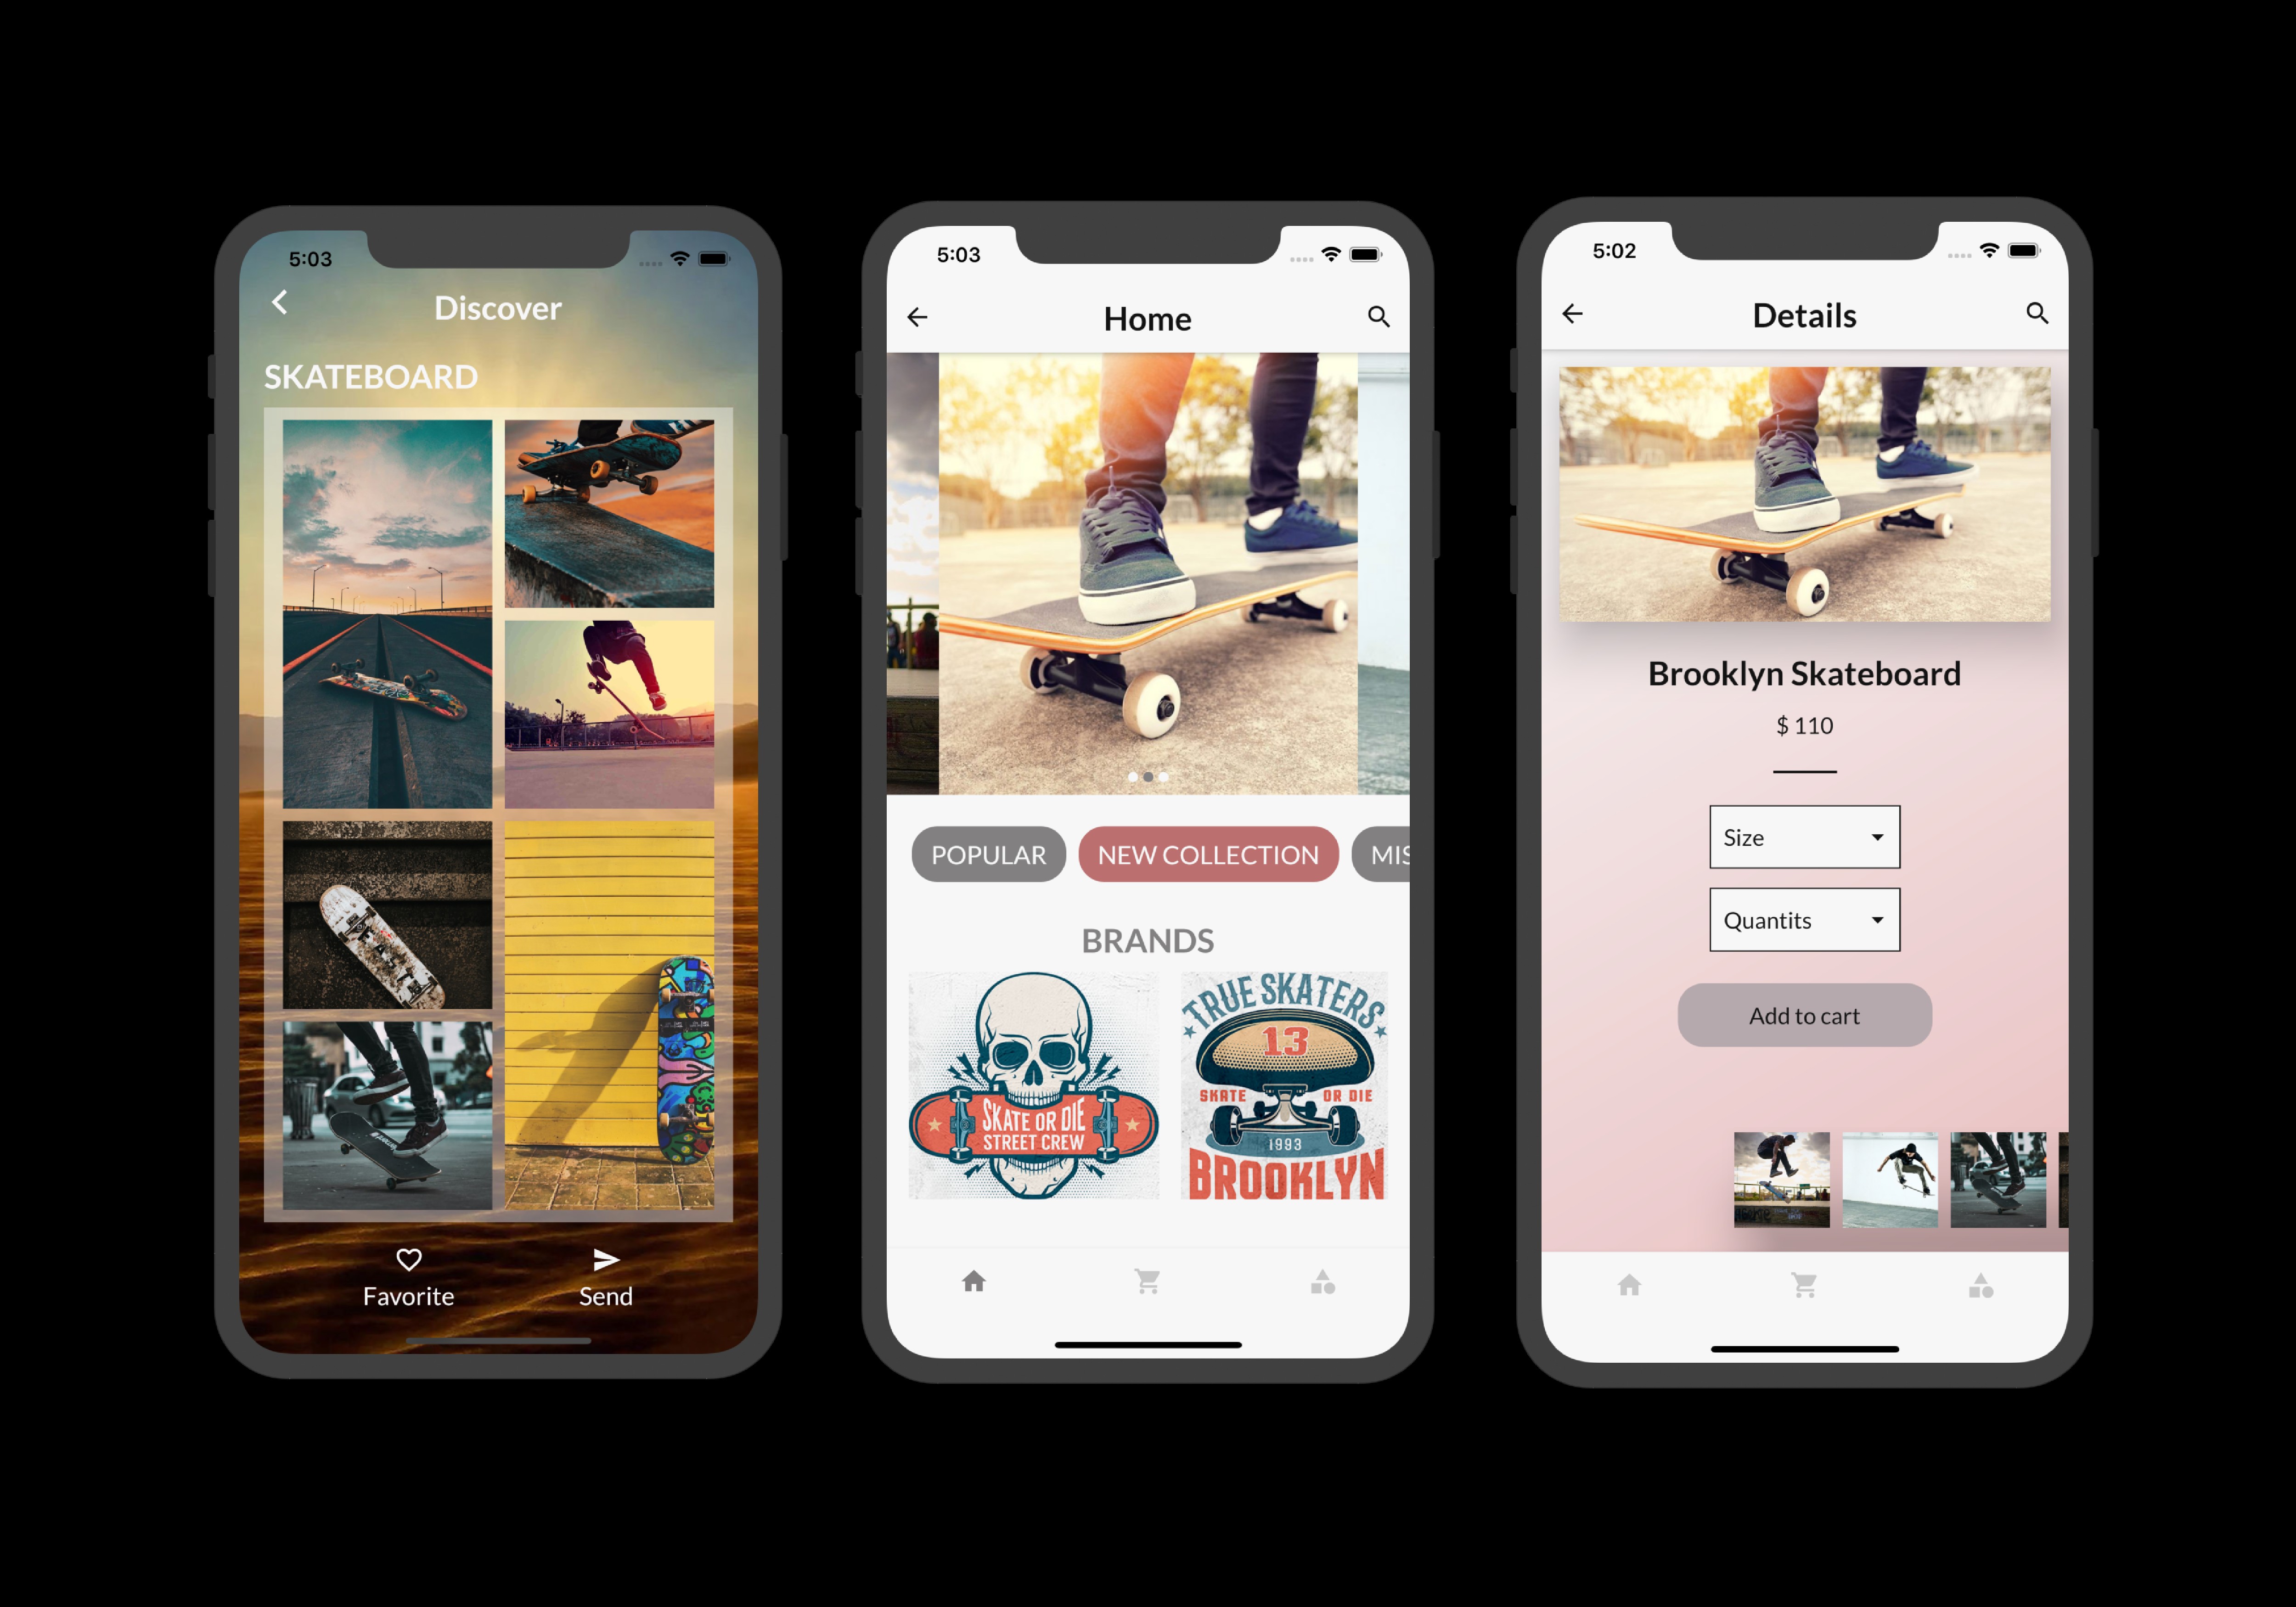 5:03
Discover
SKATEBOARD
Favorite
Send
5:03
Home
POPULAR
NEW COLLECTION
MIS
BRANDS
SKATE OR DIE
STREET CREW
TRUE SKATERS
13
SKATE OR DIE
1993
BROOKLYN
5:02
Details
Brooklyn Skateboard
$ 110
Size
Quantits
Add to cart